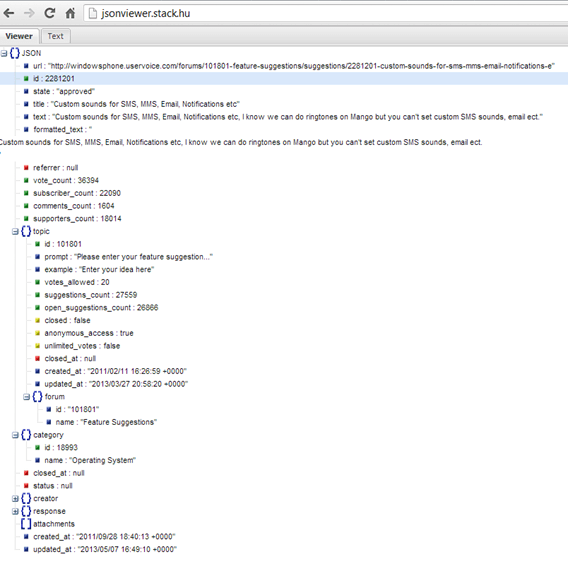 jsonviewer.stack.hu
Viewer Text
JSON
url : "http://windowsphone.uservoice.com/forums/101801-feature-suggestions/suggestions/2281201-custom-sounds-for-sms-mms-email-notifications-e"
id : 2281201
state : "approved"
title : "Custom sounds for SMS, MMS, Email, Notifications etc"
text : "Custom sounds for SMS, MMS, Email, Notifications etc, I know we can do ringtones on Mango but you can't set custom SMS sounds, email ect."
formatted_text : "
Custom sounds for SMS, MMS, Email, Notifications etc, I know we can do ringtones on Mango but you can't set custom SMS sounds, email ect.
"
referrer : null
vote_count : 36394
subscriber_count : 22090
comments_count : 1604
supporters_count : 18014
topic
id : 101801
prompt : "Please enter your feature suggestion..."
example : "Enter your idea here"
votes_allowed : 20
suggestions_count : 27559
open_suggestions_count : 26866
closed : false
anonymous_access : true
unlimited_votes : false
closed_at : null
created_at : "2011/02/11 16:26:59 +0000"
updated_at : "2013/03/27 20:58:20 +0000"
forum
id : "101801"
name : "Feature Suggestions"
category
id : 18993
name : "Operating System"
closed_at : null
status : null
creator
response
attachments
created_at : "2011/09/28 18:40:13 +0000"
updated_at : "2013/05/07 16:49:10 +0000"